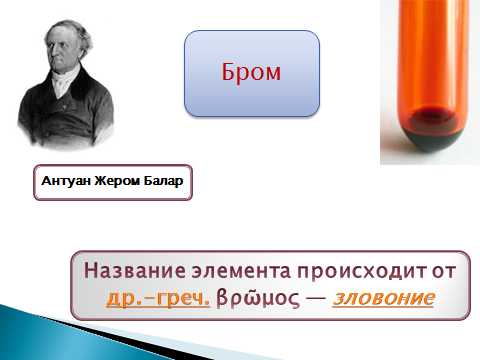 Бром
Антуан Жером Балар
Название элемента происходит от
др.-греч. βρῶμος — зловоние